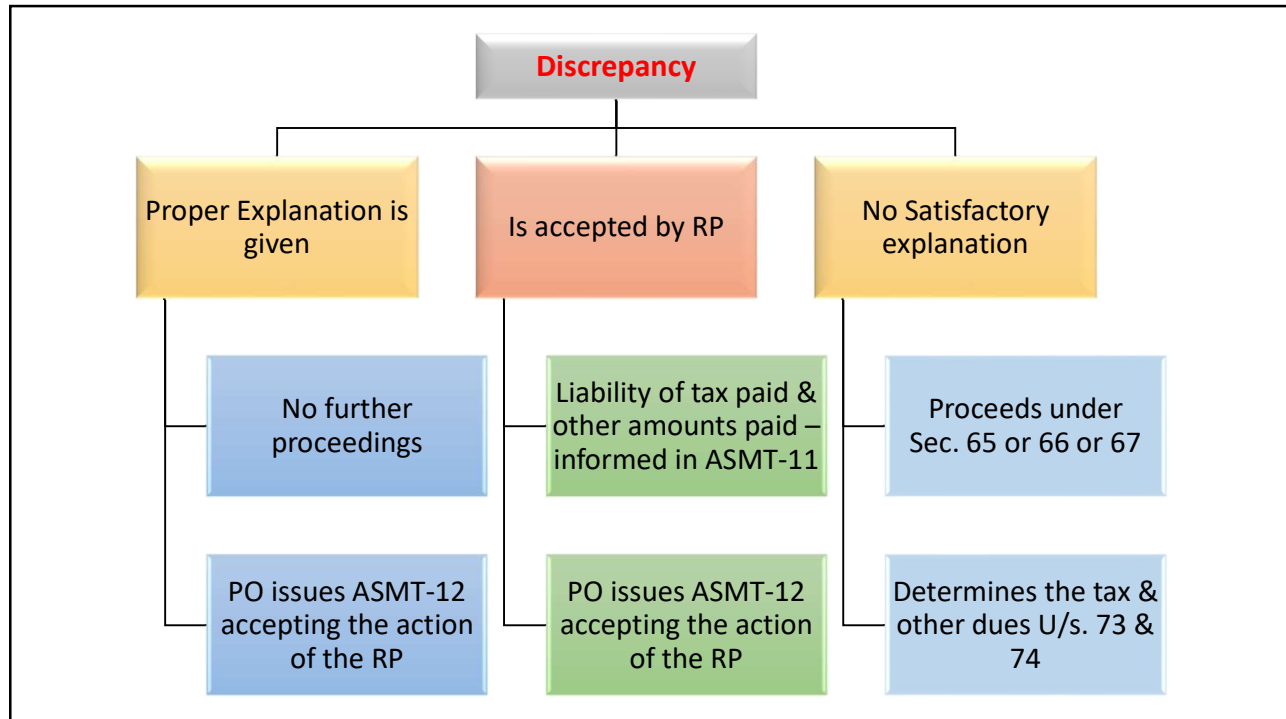 Discrepancy
Proper Explanation is
given
Is accepted by RP
No Satisfactory
explanation
No further
proceedings
Liability of tax paid &
other amounts paid –
informed in ASMT-11
Proceeds under
Sec. 65 or 66 or 67
PO issues ASMT-12
accepting the action
of the RP
PO issues ASMT-12
accepting the action
of the RP
Determines the tax &
other dues U/s. 73 &
74